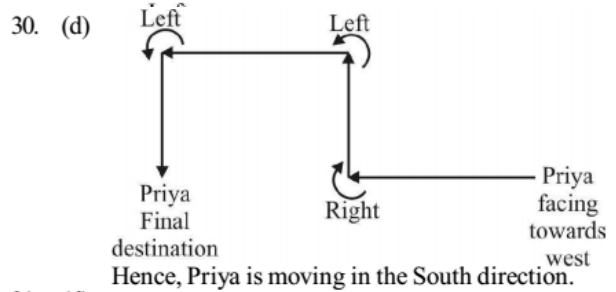 30. (d)
Left
Left
Right
Priya
facing
towards
west
Priya
Final
destination
Hence, Priya is moving in the South direction.